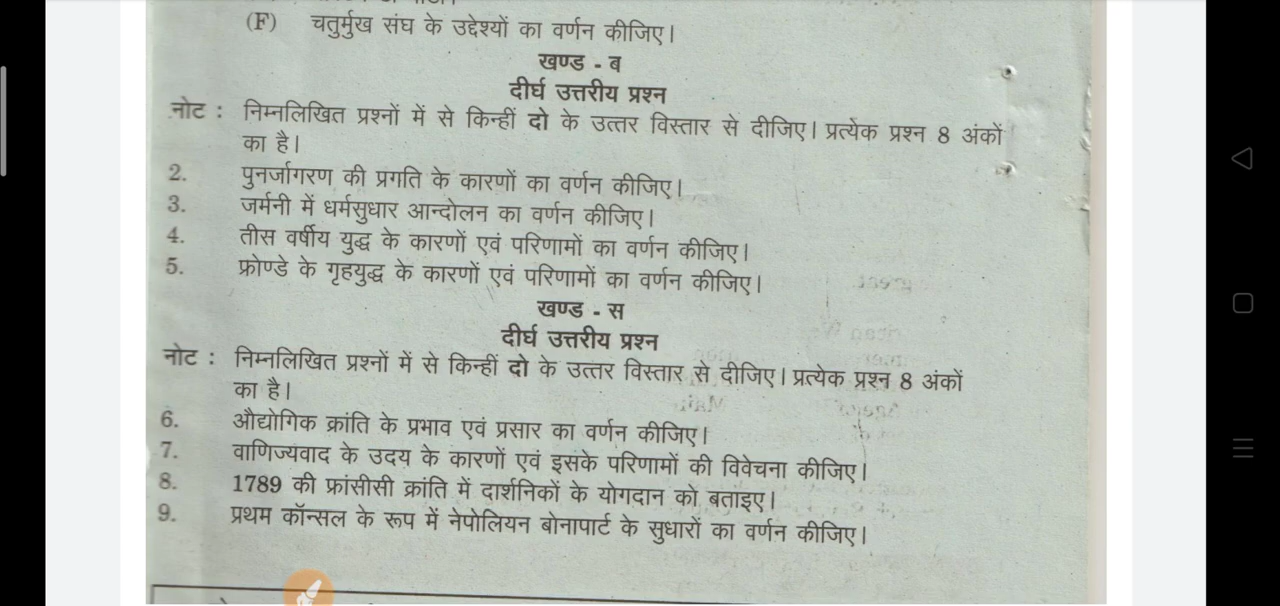 (F) चतुर्मुख संघ के उद्देश्यों का वर्णन कीजिए।
खण्ड - ब
दीर्घ उत्तरीय प्रश्न
नोट : निम्नलिखित प्रश्नों में से किन्हीं दो के उत्तर विस्तार से दीजिए। प्रत्येक प्रश्न 8 अंकों
का है।
2. पुनर्जागरण की प्रगति के कारणों का वर्णन कीजिए।
3. जर्मनी में धर्मसुधार आन्दोलन का वर्णन कीजिए।
4. तीस वर्षीय युद्ध के कारणों एवं परिणामों का वर्णन कीजिए।
5. फ्रोण्डे के गृहयुद्ध के कारणों एवं परिणामों का वर्णन कीजिए।
खण्ड - स
दीर्घ उत्तरीय प्रश्न
नोट : निम्नलिखित प्रश्नों में से किन्हीं दो के उत्तर विस्तार से दीजिए। प्रत्येक प्रश्न 8 अंकों
का है।
6. औद्योगिक क्रांति के प्रभाव एवं प्रसार का वर्णन कीजिए।
7. वाणिज्यवाद के उदय के कारणों एवं इसके परिणामों की विवेचना कीजिए।
8. 1789 की फ्रांसीसी क्रांति में दार्शनिकों के योगदान को बताइए।
9. प्रथम कॉन्सल के रूप में नेपोलियन बोनापार्ट के सुधारों का वर्णन कीजिए।